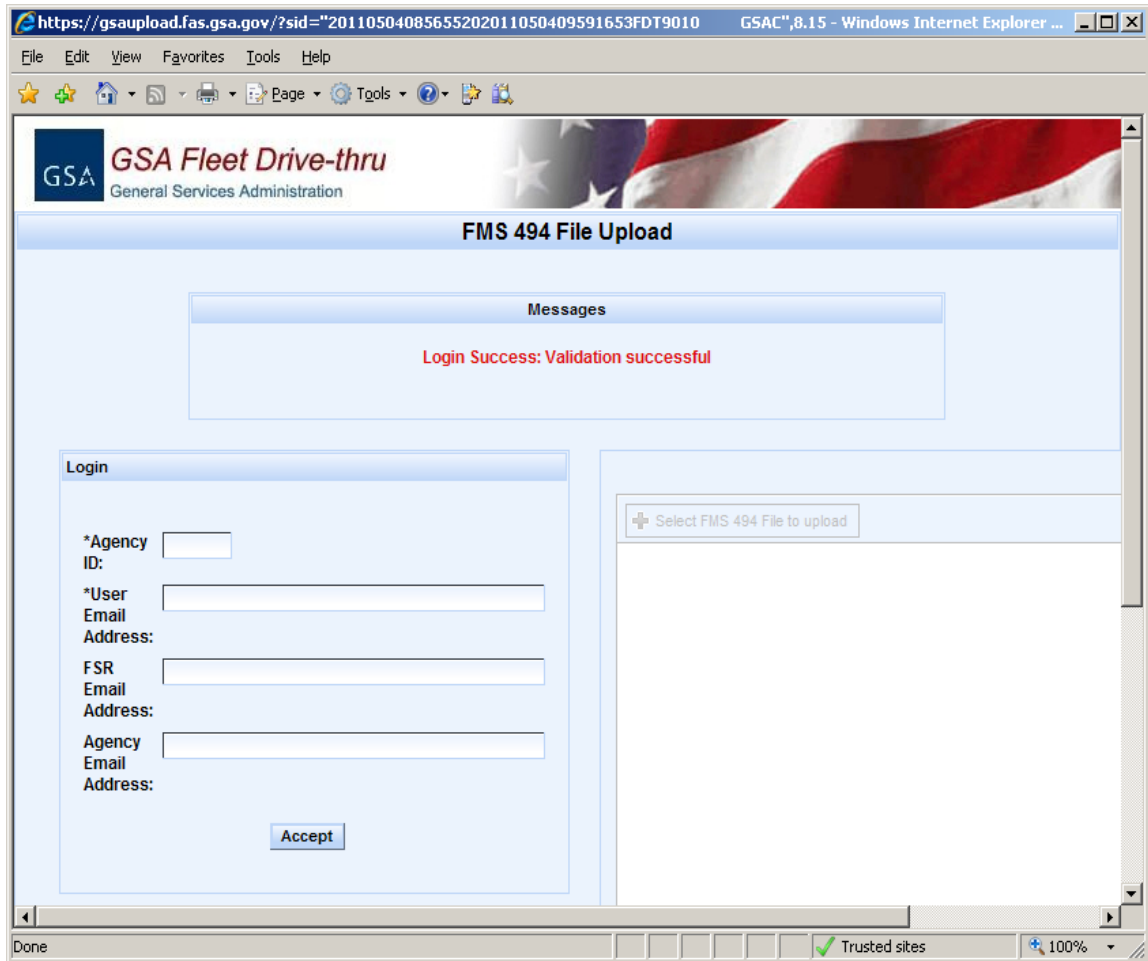 https://gsaupload.fas.gsa.gov/?sid="20110504085655202011050409591653FDT9010 GSAC",8.15 - Windows Internet Explorer ...
File Edit View Favorites Tools Help
Page Tools
GSA
GSA Fleet Drive-thru
General Services Administration
FMS 494 File Upload
Messages
Login Success: Validation successful
Login
Select FMS 494 File to upload
*Agency
ID:
*User
Email
Address:
FSR
Email
Address:
Agency
Email
Address:
Accept
Done
Trusted sites
100%